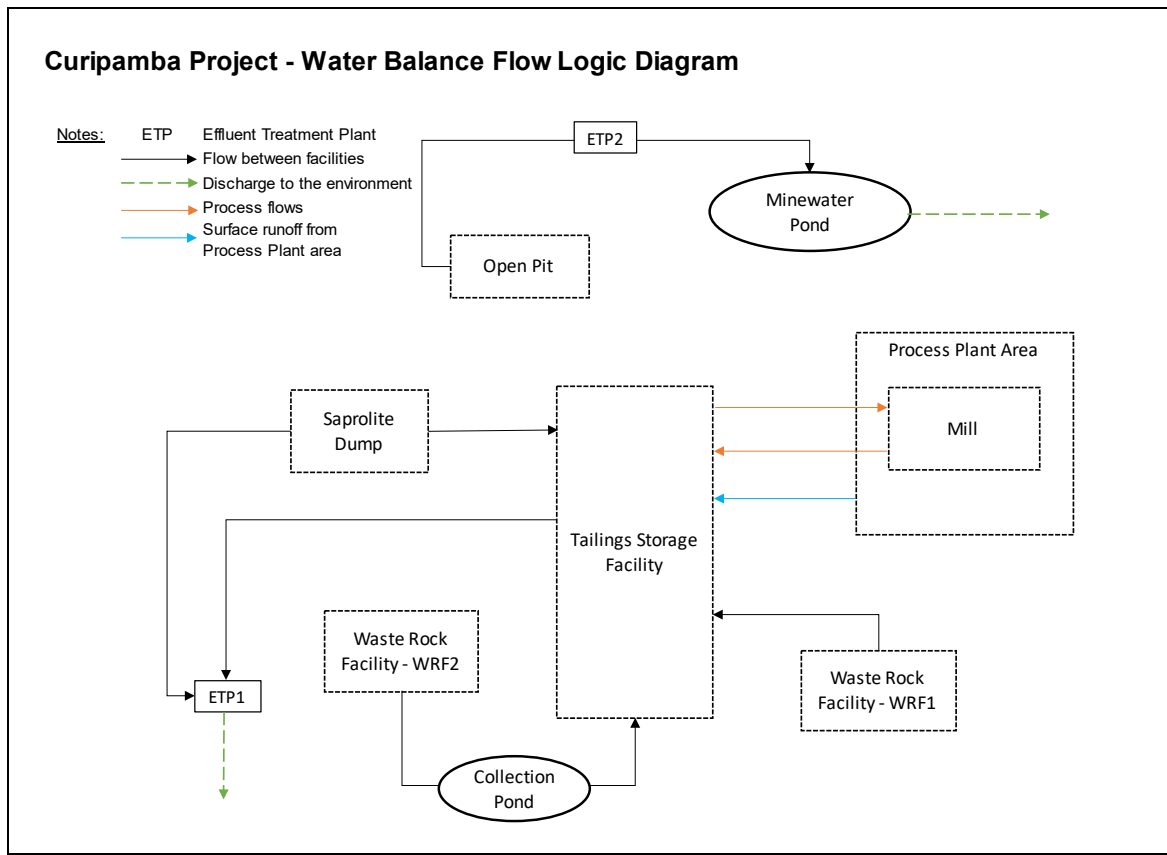 Curipamba Project - Water Balance Flow Logic Diagram
Notes: ETP Effluent Treatment Plant
Flow between facilities
Discharge to the environment
Process flows
Surface runoff from
Process Plant area
ETP2
Minewater
Pond
Open Pit
Process Plant Area
Mill
Saprolite
Dump
Tailings Storage
Facility
Waste Rock
Facility - WRF2
Waste Rock
Facility - WRF1
ETP1
Collection
Pond